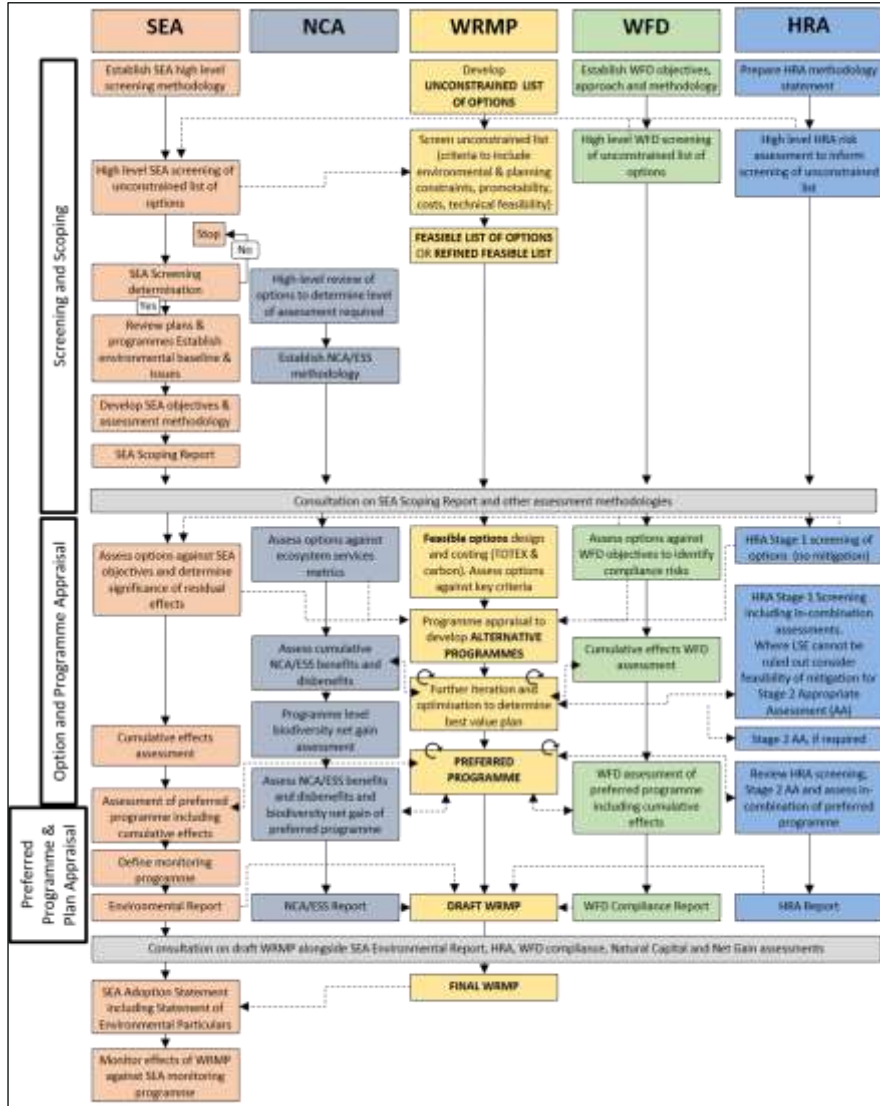 SEA
NCA
WRMP
WFD
HRA
Screening and Scoping
Establish SEA high level
screening methodology
Develop
UNCONSTRAINED LIST
OF OPTIONS
Establish WFD objectives,
approach and methodology
Prepare HRA methodology
statement
High level SEA screening of
unconstrained list of
options
Screen unconstrained list
(criteria to include
environmental & planning
constraints, promotability,
costs, technical feasibility)
High level WFD screening
of unconstrained list of
options
High level HRA risk
assessment to inform
screening of unconstrained
list
Stop
No
FEASIBLE LIST OF OPTIONS
OR REFINED FEASIBLE LIST
SEA Screening
determination
Yes
High-level review of
options to determine level
of assessment required
Review plans &
programmes Establish
environmental baseline &
issues
Establish NCA/ESS
methodology
Develop SEA objectives &
assessment methodology
SEA Scoping Report
Consultation on SEA Scoping Report and other assessment methodologies
Option and Programme Appraisal
Assess options against SEA
objectives and determine
significance of residual
effects
Assess options against
ecosystem services
metrics
Feasible options design
and costing (TOTEX &
carbon). Assess options
against key criteria
Assess options against
WFD objectives to identify
compliance risks
HRA Stage 1 screening of
options (no mitigation)
Programme appraisal to
develop ALTERNATIVE
PROGRAMMES
HRA Stage 1 Screening
including in-combination
assessments.
Where LSE cannot be
ruled out consider
feasibility of mitigation for
Stage 2 Appropriate
Assessment (AA)
Assess cumulative
NCA/ESS benefits and
disbenefits
Cumulative effects WFD
assessment
Further iteration and
optimisation to determine
best value plan
Programme level
biodiversity net gain
assessment
Cumulative effects
assessment
Stage 2 AA, if required
PREFERRED
PROGRAMME
Preferred
Programme &
Plan Appraisal
Assessment of preferred
programme including
cumulative effects
Assess NCA/ESS benefits
and disbenefits and
biodiversity net gain of
preferred programme
WFD assessment of
preferred programme
including cumulative
effects
Review HRA screening,
Stage 2 AA and assess in-
combination of preferred
programme
Define monitoring
programme
Environmental Report
NCA/ESS Report
DRAFT WRMP
WFD Compliance Report
HRA Report
Consultation on draft WRMP alongside SEA Environmental Report, HRA, WFD compliance, Natural Capital and Net Gain assessments
SEA Adoption Statement
including Statement of
Environmental Particulars
FINAL WRMP
Monitor effects of WRMP
against SEA monitoring
programme